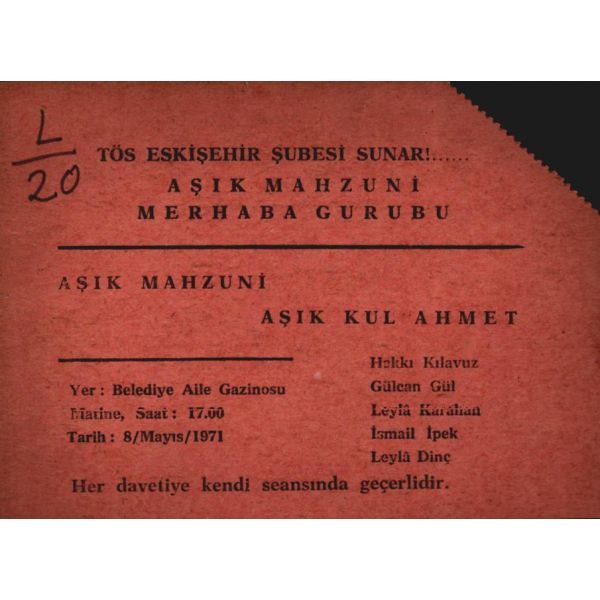 L
20
TÖS ESKİŞEHİR ŞUBESİ SUNAR!......
AŞIK MAHZUNİ
MERHABA GURUBU
AŞIK MAHZUNİ
AŞIK KUL AHMET
Yer : Belediye Aile Gazinosu
Matine, Saat : 17.00
Tarih : 8/Mayıs/1971
Hakkı Kılavuz
Gülcan Gül
Leylâ Karahan
İsmail İpek
Leylâ Dinç
Her davetiye kendi seansında geçerlidir.